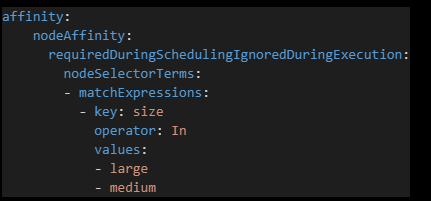 affinity:
    nodeAffinity:
      requiredDuringSchedulingIgnoredDuringExecution:
        nodeSelectorTerms:
        - matchExpressions:
          - key: size
            operator: In
            values:
            - large
            - medium